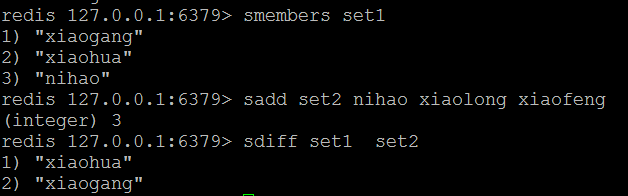 redis 127.0.0.1:6379> smembers set1
1) "xiaogang"
2) "xiaohua"
3) "nihao"
redis 127.0.0.1:6379> sadd set2 nihao xiaolong xiaofeng
(integer) 3
redis 127.0.0.1:6379> sdiff set1  set2
1) "xiaohua"
2) "xiaogang"